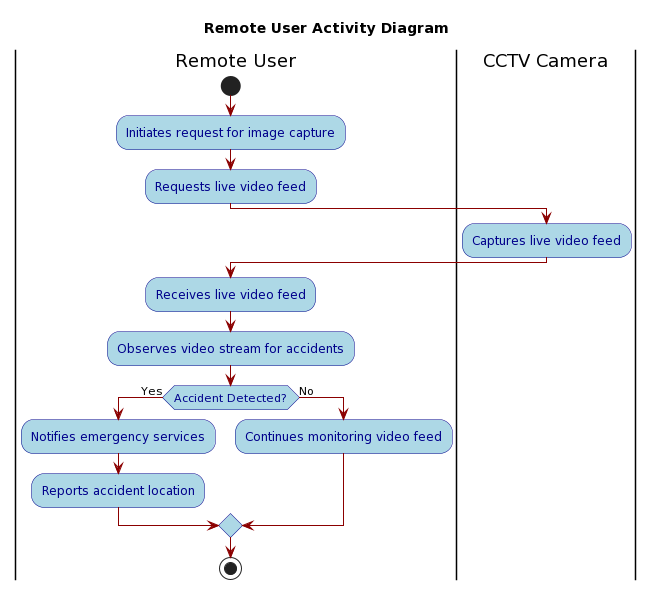 Remote User Activity Diagram
Remote User
CCTV Camera
Initiates request for image capture
Requests live video feed
Captures live video feed
Receives live video feed
Observes video stream for accidents
Yes
Accident Detected?
No
Notifies emergency services
Continues monitoring video feed
Reports accident location